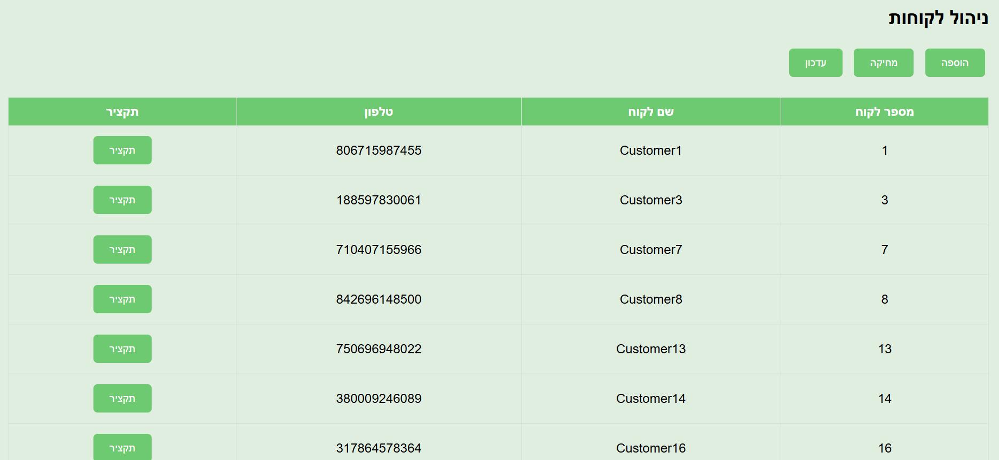 ניהול לקוחות
הוספה מחיקה עדכון
מספר לקוח שם לקוח טלפון תקציר
1 Customer1 806715987455 תקציר
3 Customer3 188597830061 תקציר
7 Customer7 710407155966 תקציר
8 Customer8 842696148500 תקציר
13 Customer13 750696948022 תקציר
14 Customer14 380009246089 תקציר
16 Customer16 317864578364 תקציר